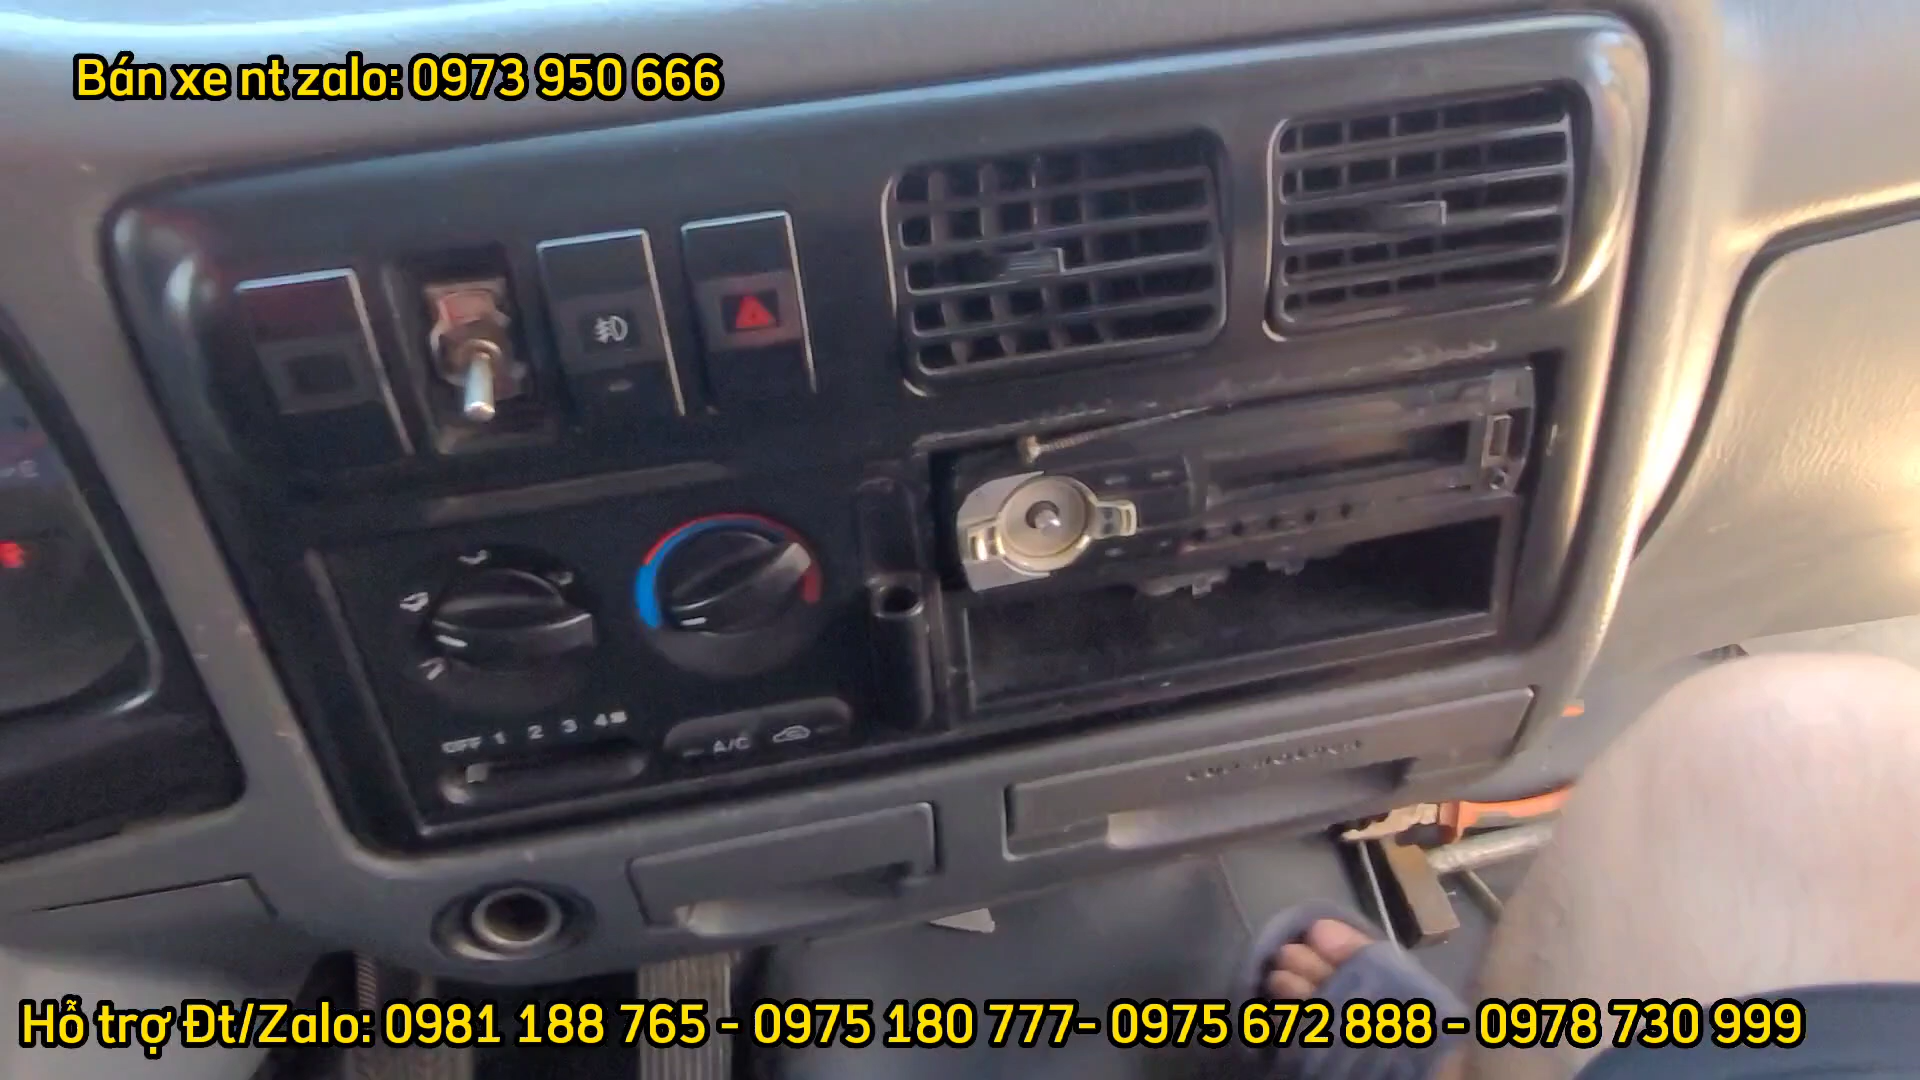 Bán xe nt zalo: 0973 950 666
OFF 1 2 3 4
A/C
Hỗ trợ Đt/Zalo: 0981 188 765 - 0975 180 777- 0975 672 888 - 0978 730 999